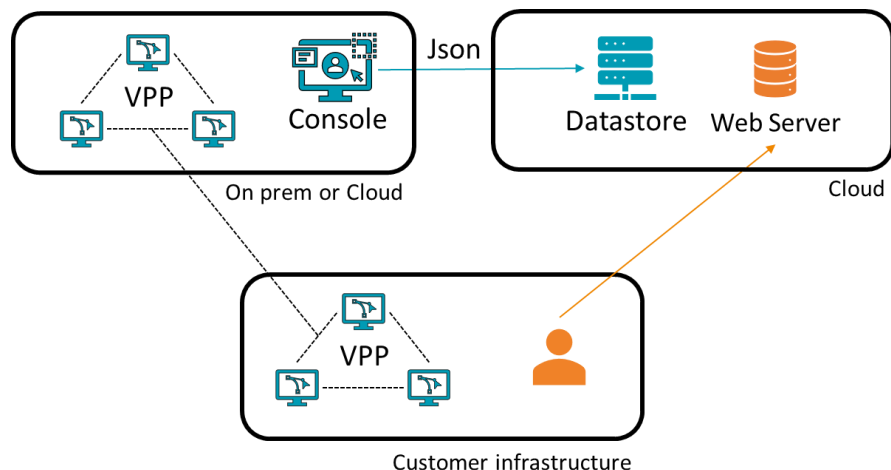 VPP
Console
On prem or Cloud
Json
Datastore
Web Server
Cloud
VPP
Customer infrastructure